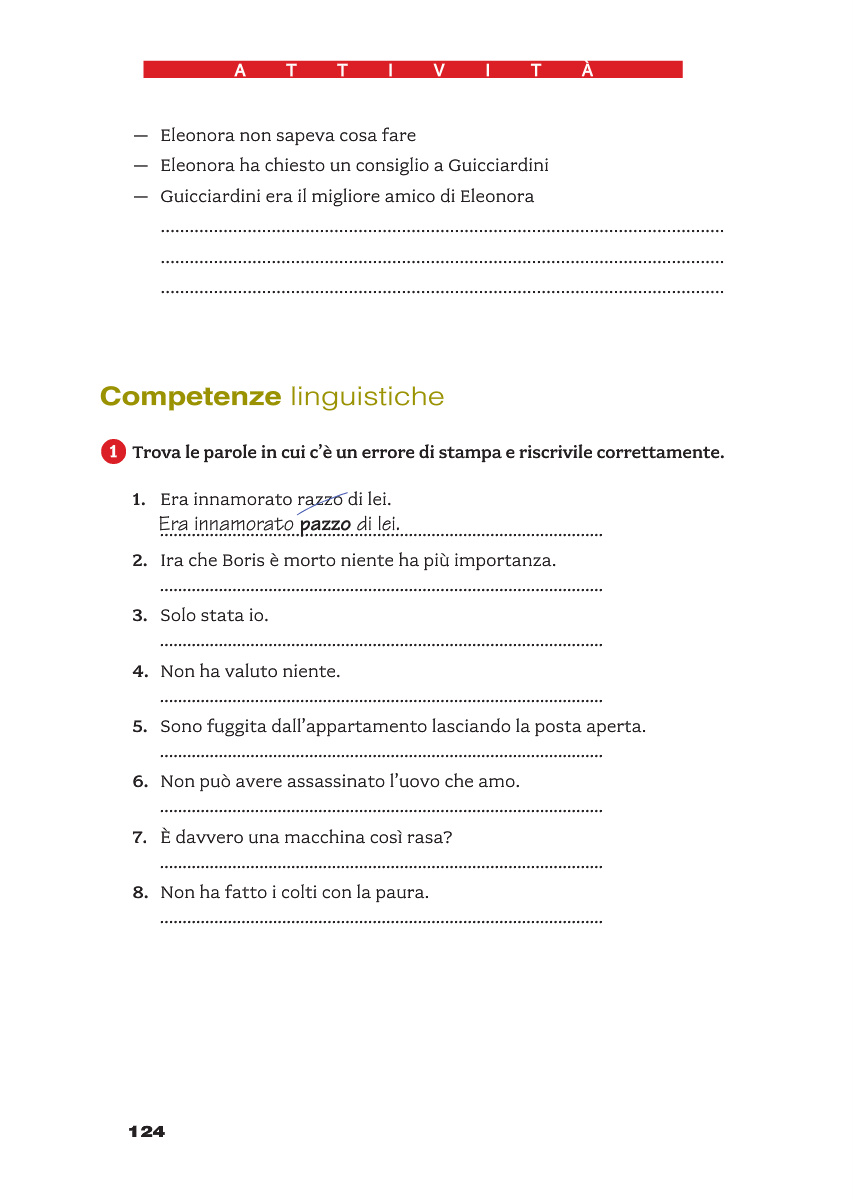 ATTIVITÀ
— Eleonora non sapeva cosa fare
— Eleonora ha chiesto un consiglio a Guicciardini
— Guicciardini era il migliore amico di Eleonora
Competenze linguistiche
1 Trova le parole in cui c'è un errore di stampa e riscrivile correttamente.
1. Era innamorato razzo di lei.
Era innamorato pazzo di lei.
2. Ira che Boris è morto niente ha più importanza.
3. Solo stata io.
4. Non ha valuto niente.
5. Sono fuggita dall'appartamento lasciando la posta aperta.
6. Non può avere assassinato l'uovo che amo.
7. È davvero una macchina così rasa?
8. Non ha fatto i colti con la paura.
124